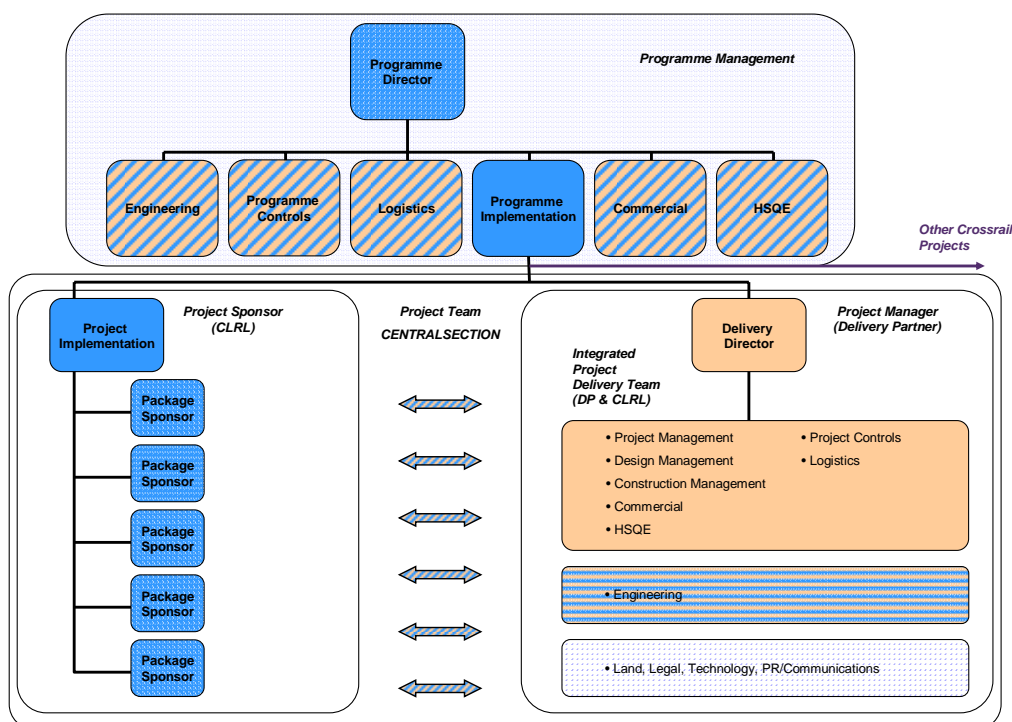 Programme
Director
Programme Management
Engineering
Programme
Controls
Logistics
Programme
Implementation
Commercial
HSQE
Other Crossrail
Projects
Project
Implementation
Project Sponsor
(CLRL)
Project Team
CENTRALSECTION
Delivery
Director
Project Manager
(Delivery Partner)
Integrated
Project
Delivery Team
(DP & CLRL)
Package
Sponsor
Package
Sponsor
Package
Sponsor
Package
Sponsor
Package
Sponsor
• Project Management
• Design Management
• Construction Management
• Commercial
• HSQE
• Project Controls
• Logistics
• Engineering
• Land, Legal, Technology, PR/Communications